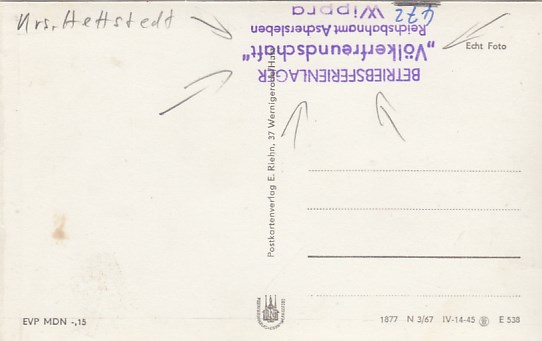 Krs. Hettstedt
BETRIEBSFERIENLAGER
„Völkerfreundschaft“
Reichsbahnamt Aschersleben
472 Wippra
Echt Foto
Postkartenverlag E. Riehn, 37 Wernigerode/Harz
EVP MDN -,15
1877 N 3/67 IV-14-45 E 538